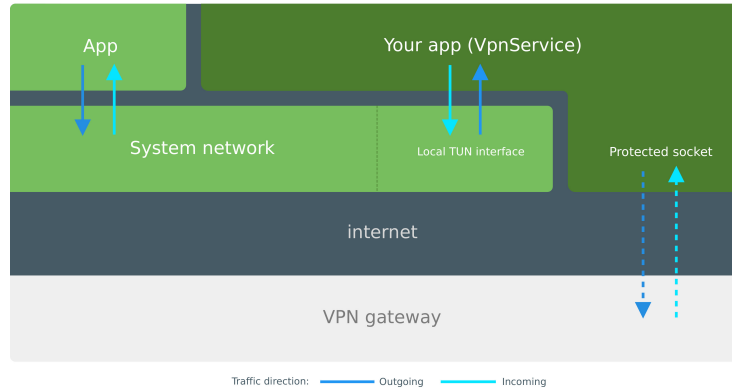 App
Your app (VpnService)
System network
Local TUN interface
Protected socket
internet
VPN gateway
Traffic direction: Outgoing Incoming